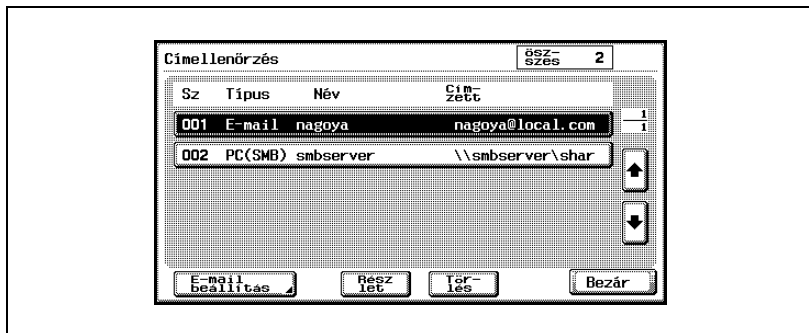 Címellenőrzés
ösz-
szes 2
Sz Típus Név Cím-
zett
1
1
001 E-mail nagoya nagoya@local.com
002 PC(SMB) smbserver \\smbserver\shar
E-mail
beállítás
Rész
let
Tör-
lés
Bezár